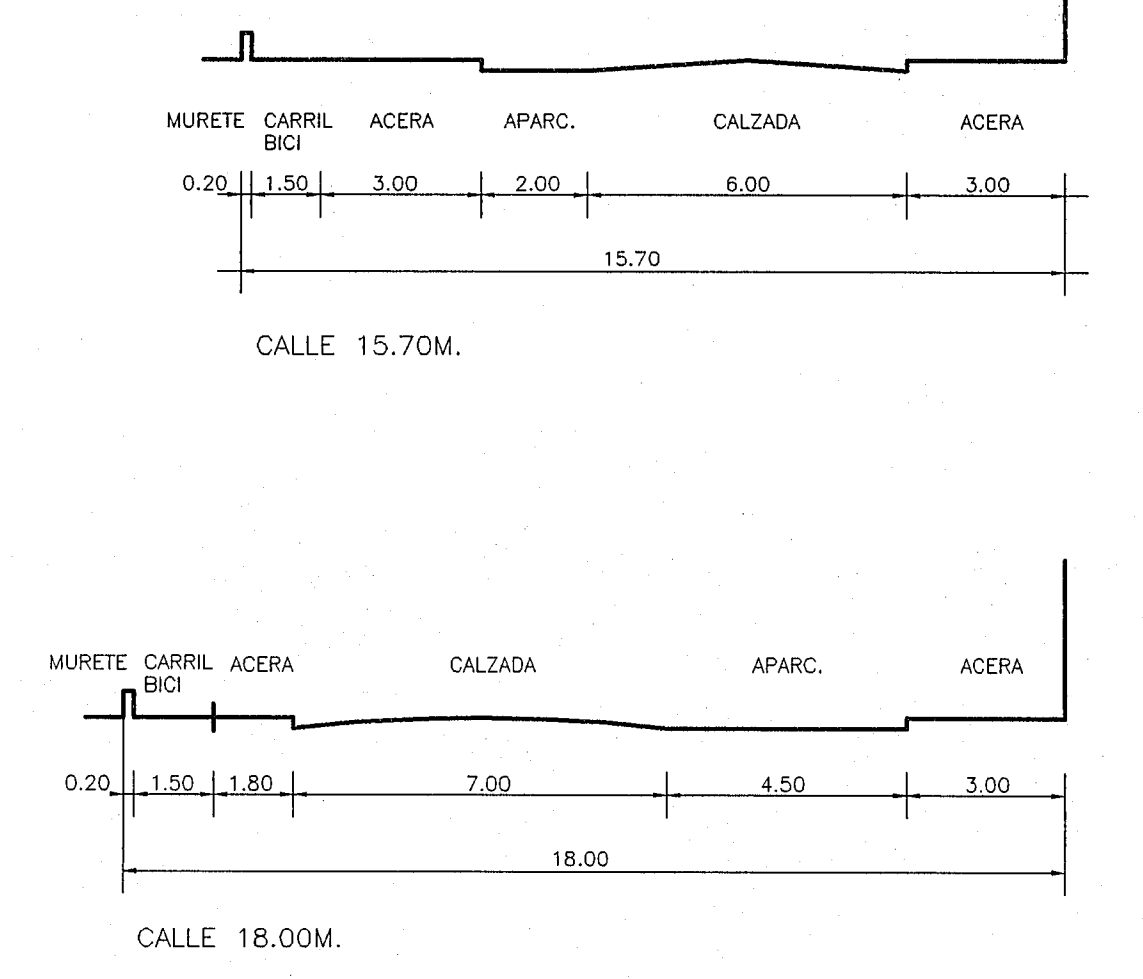 MURETE CARRIL ACERA APARC. CALZADA ACERA
BICI
0.20 1.50 3.00 2.00 6.00 3.00
15.70
CALLE 15.70M.
MURETE CARRIL ACERA CALZADA APARC. ACERA
BICI
0.20 1.50 1.80 7.00 4.50 3.00
18.00
CALLE 18.00M.